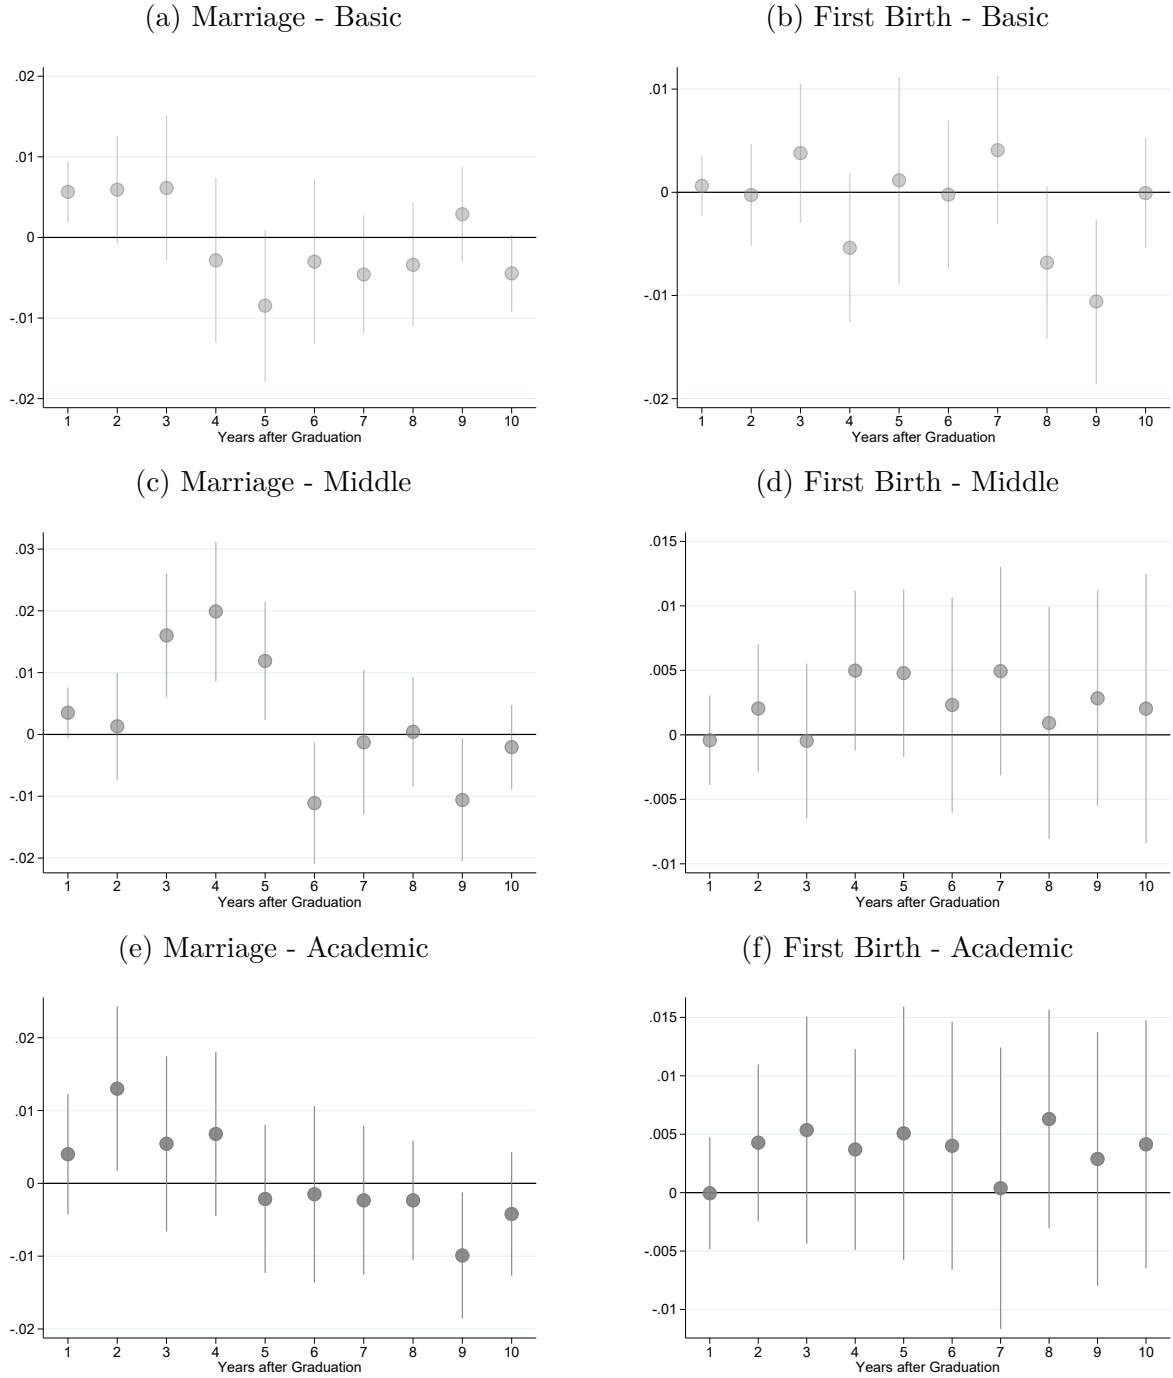 (a) Marriage - Basic
.02
.01
0
-.01
-.02
1 2 3 4 5 6 7 8 9 10
Years after Graduation
(b) First Birth - Basic
.01
0
-.01
-.02
1 2 3 4 5 6 7 8 9 10
Years after Graduation
(c) Marriage - Middle
.03
.02
.01
0
-.01
-.02
1 2 3 4 5 6 7 8 9 10
Years after Graduation
(d) First Birth - Middle
.015
.01
.005
0
-.005
-.01
1 2 3 4 5 6 7 8 9 10
Years after Graduation
(e) Marriage - Academic
.02
.01
0
-.01
-.02
1 2 3 4 5 6 7 8 9 10
Years after Graduation
(f) First Birth - Academic
.015
.01
.005
0
-.005
-.01
1 2 3 4 5 6 7 8 9 10
Years after Graduation